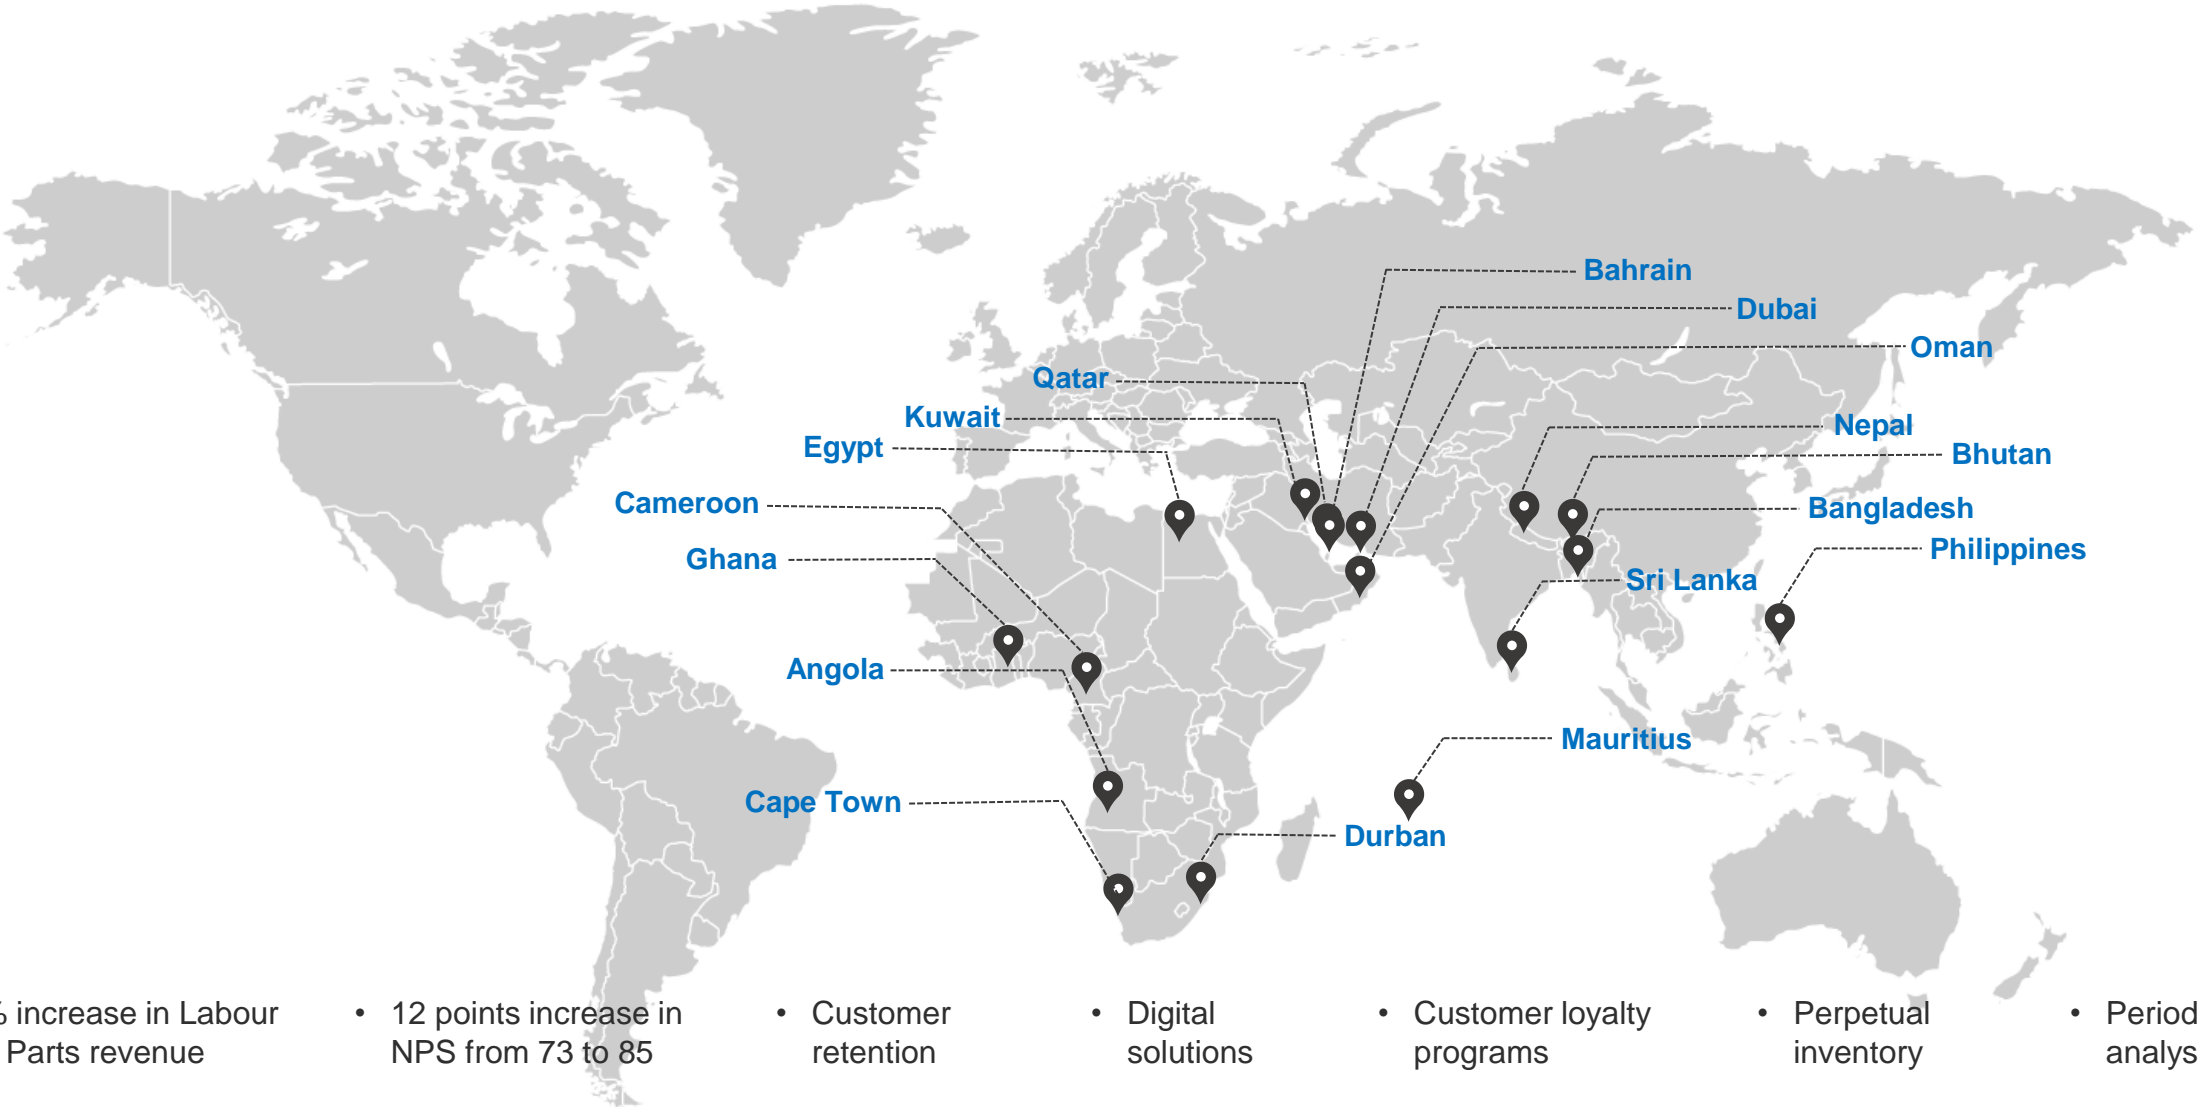 Bahrain
Dubai
Oman
Qatar
Kuwait
Nepal
Egypt
Bhutan
Cameroon
Bangladesh
Philippines
Ghana
Sri Lanka
Angola
Mauritius
Cape Town
Durban
% increase in Labour
Parts revenue
• 12 points increase in
NPS from 73 to 85
• Customer
retention
• Digital
solutions
• Customer loyalty
programs
• Perpetual
inventory
• Period
analys